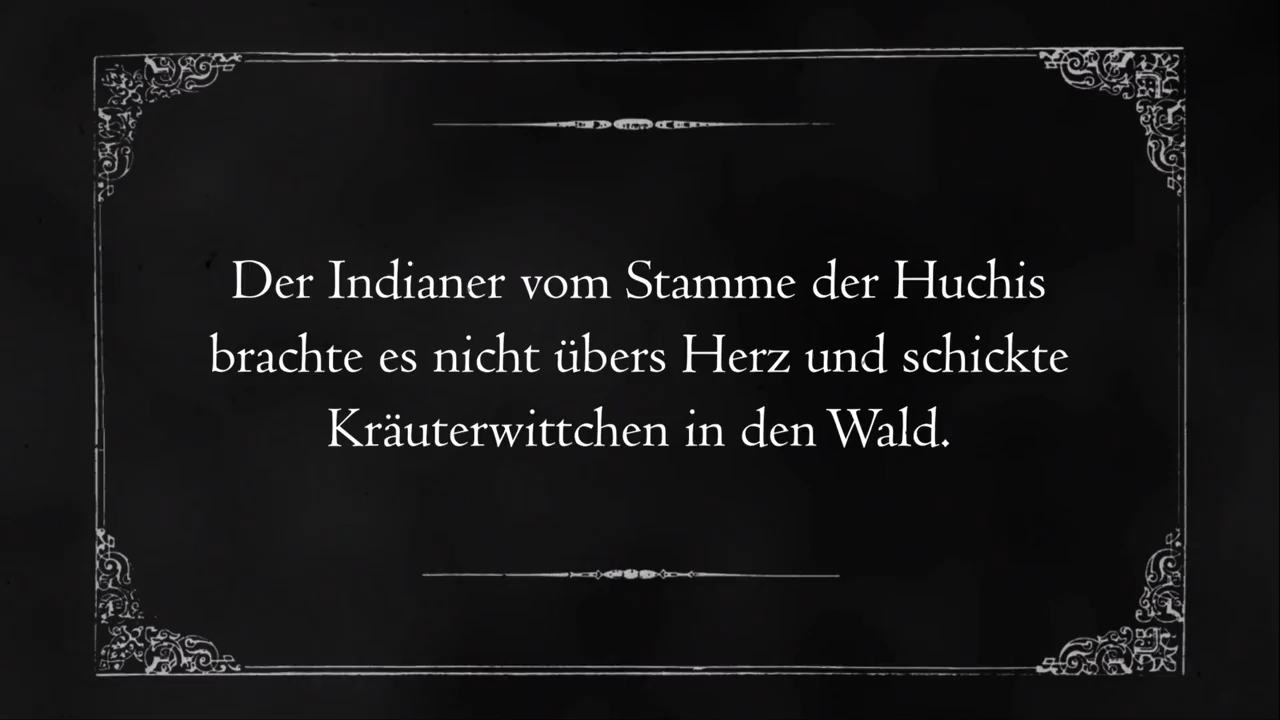 Der Indianer vom Stamme der Huchis
brachte es nicht übers Herz und schickte
Kräuterwittchen in den Wald.